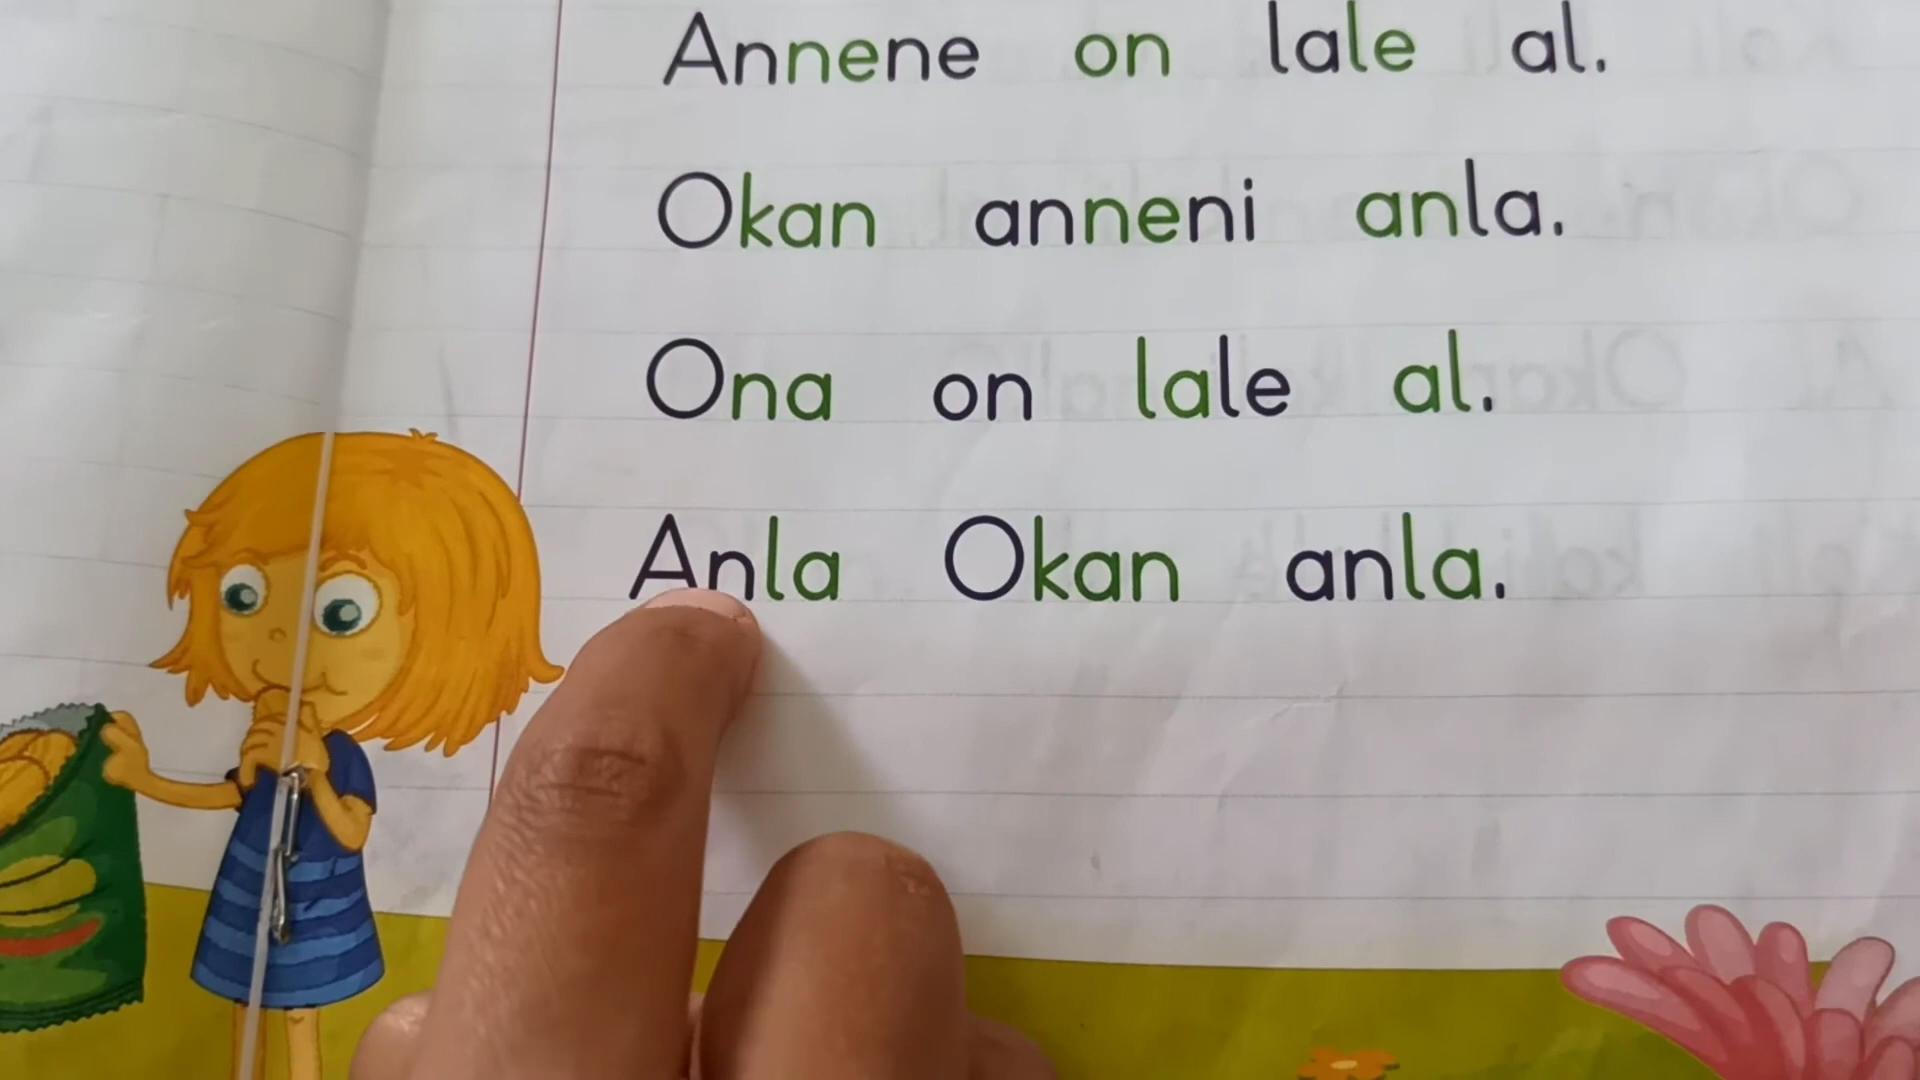 Annene on lale al.
Okan anneni anla.
Ona on lale al.
Anla Okan anla.